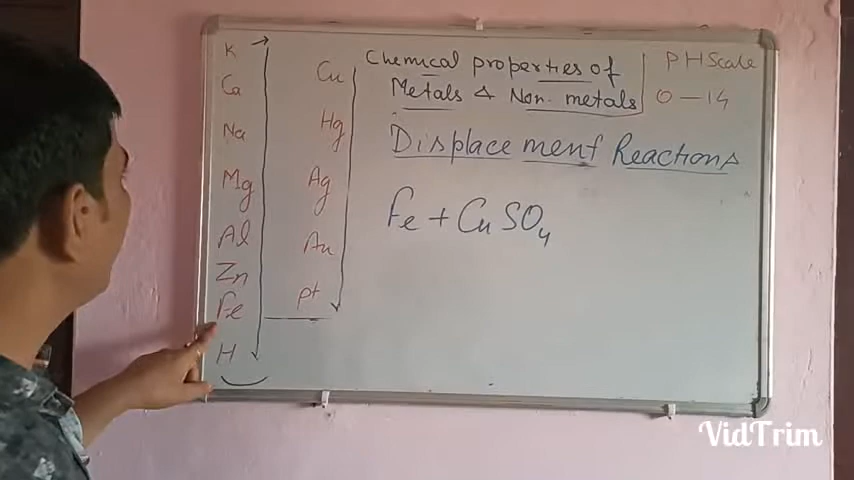 K
Ca
Na
Mg
Al
Zn
Fe
H
Cu
Hg
Ag
Au
Pt
Chemical properties of
Metals & Non-metals
PH Scale
0 — 14
Displacement Reactions
Fe + CuSO4
VidTrim